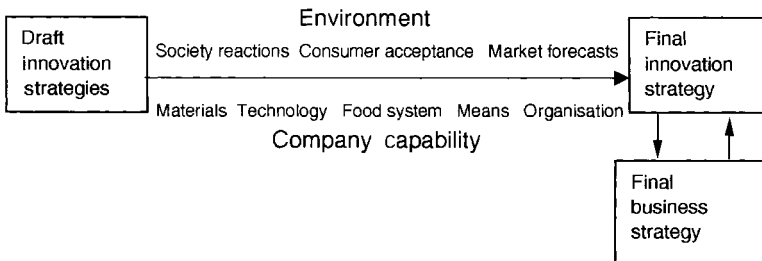 Environment
Draft
innovation
strategies
Society reactions Consumer acceptance Market forecasts
Final
innovation
strategy
Materials Technology Food system Means Organisation
Company capability
Final
business
strategy